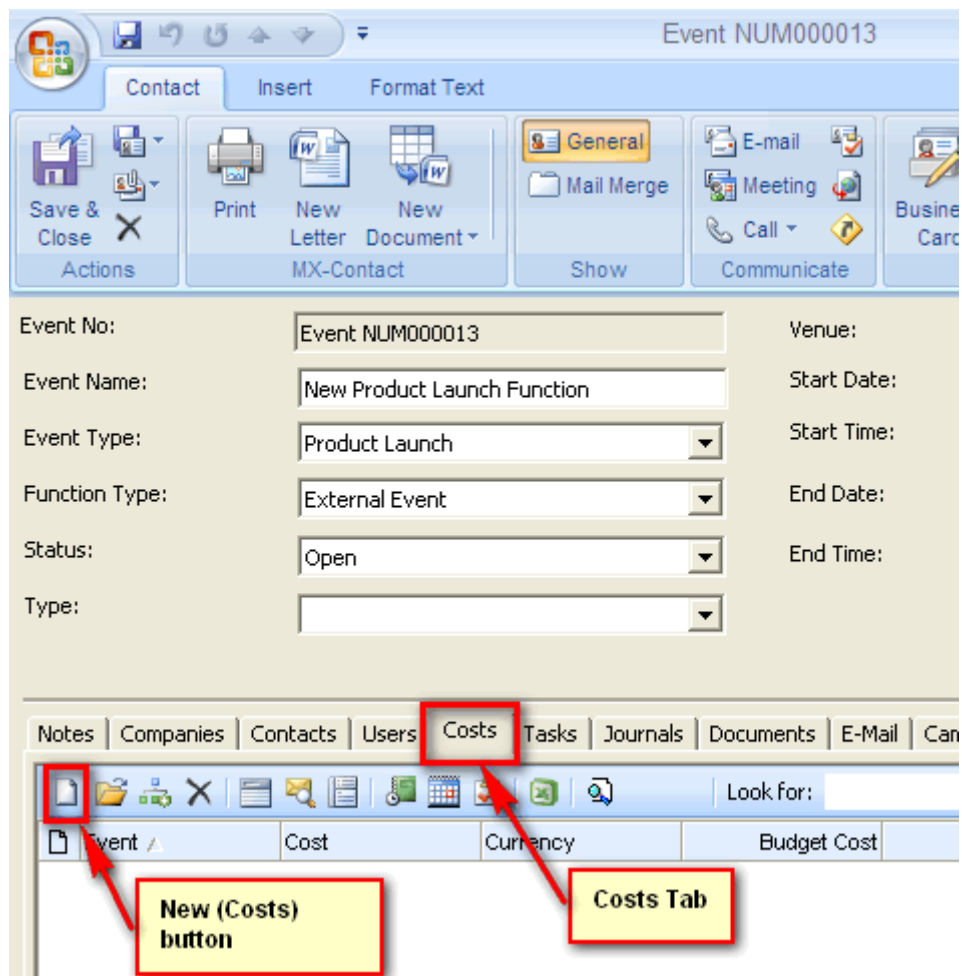 Event NUM000013
Contact Insert Format Text
Save & Close
Print
New Letter
New Document
General
Mail Merge
E-mail
Meeting
Call
Busine
Card
Actions MX-Contact Show Communicate
Event No: Event NUM000013 Venue:
Event Name: New Product Launch Function Start Date:
Event Type: Product Launch Start Time:
Function Type: External Event End Date:
Status: Open End Time:
Type:
Notes Companies Contacts Users Costs Tasks Journals Documents E-Mail Can
Look for:
Event Cost Currency Budget Cost
New (Costs)
button
Costs Tab